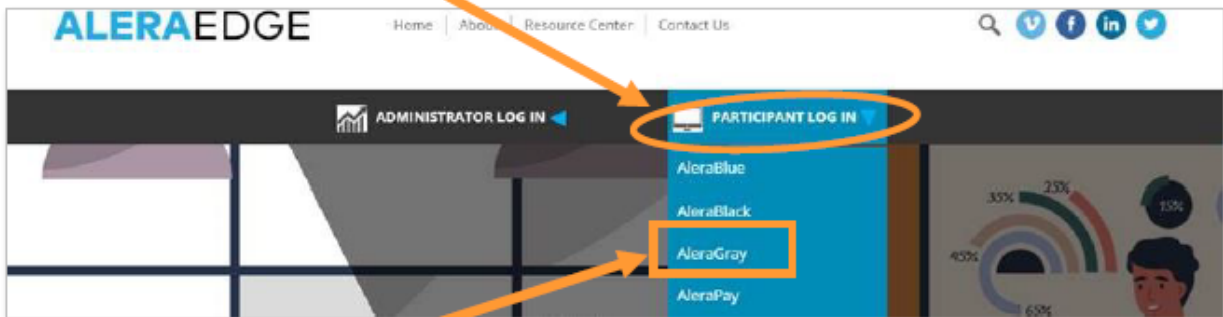 ALERAEDGE
Home | About | Resource Center | Contact Us
ADMINISTRATOR LOG IN
PARTICIPANT LOG IN
AleraBlue
AleraBlack
AleraGray
AleraPay
35% 25%
15%
45%
65%